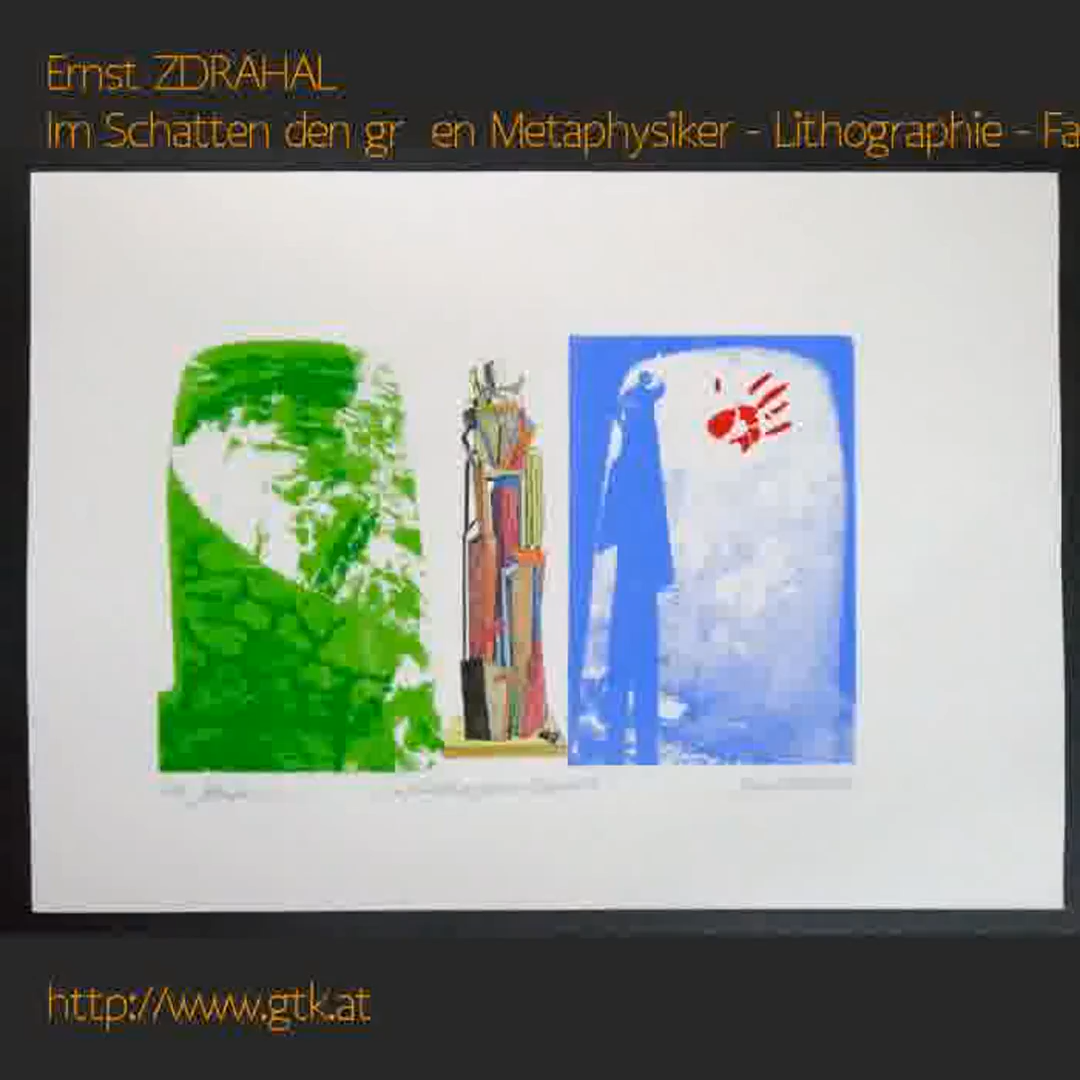 Ernst ZDRAHAL
Im Schatten den gr en Metaphysiker - Lithographie - Fa
http://www.gtk.at